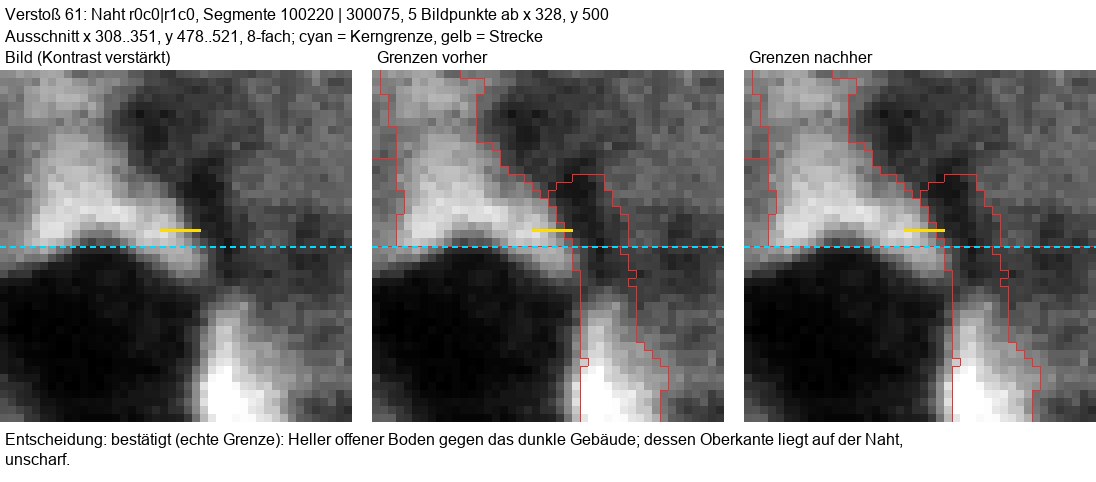 Verstoß 61: Naht r0c0|r1c0, Segmente 100220 | 300075, 5 Bildpunkte ab x 328, y 500
Ausschnitt x 308..351, y 478..521, 8-fach; cyan = Kerngrenze, gelb = Strecke
Bild (Kontrast verstärkt) Grenzen vorher Grenzen nachher
Entscheidung: bestätigt (echte Grenze): Heller offener Boden gegen das dunkle Gebäude; dessen Oberkante liegt auf der Naht,
unscharf.